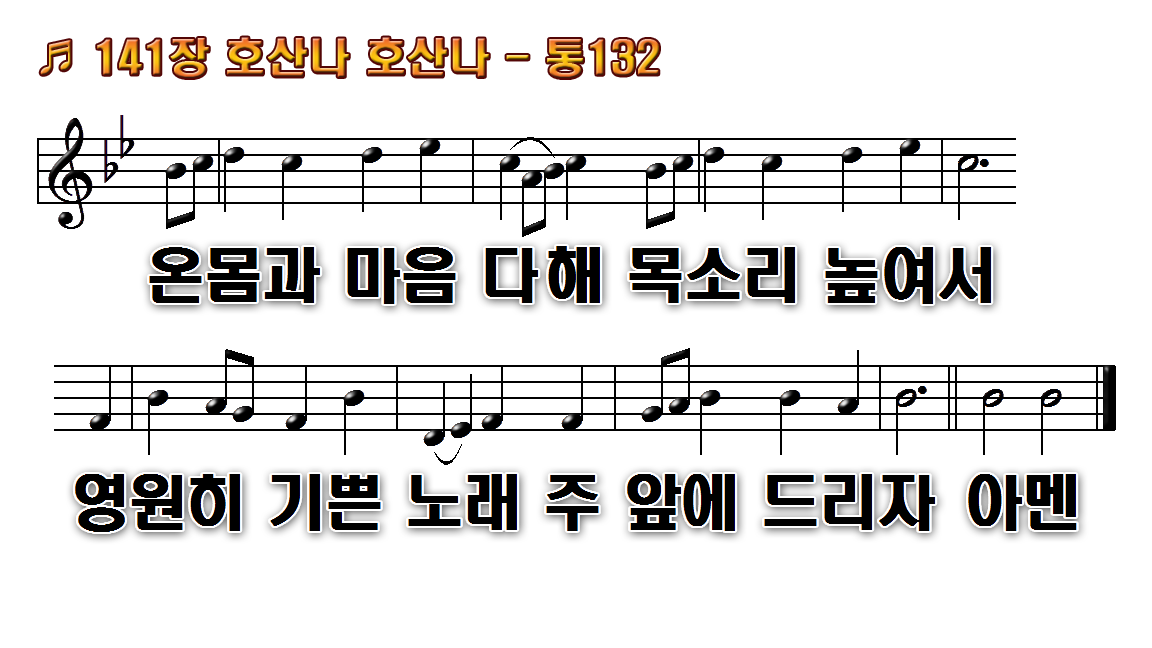 ♬ 141장 호산나 호산나 - 통132
온몸과 마음 다해 목소리 높여서
영원히 기쁜 노래 주 앞에 드리자 아멘